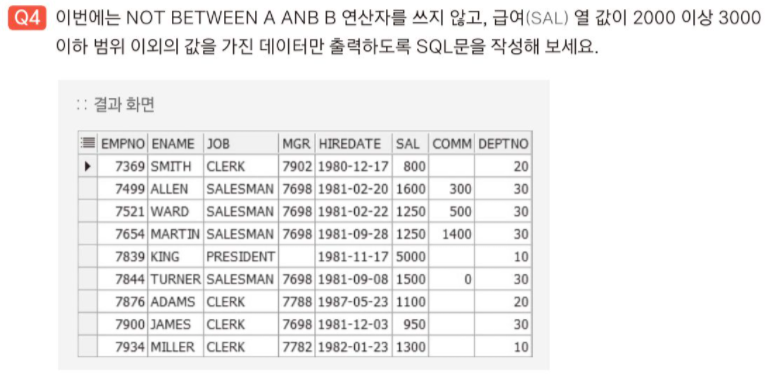 Q4 이번에는 NOT BETWEEN A ANB B 연산자를 쓰지 않고, 급여(SAL) 열 값이 2000 이상 3000
이하 범위 이외의 값을 가진 데이터만 출력하도록 SQL문을 작성해 보세요.
:: 결과 화면
EMPNO ENAME JOB MGR HIREDATE SAL COMM DEPTNO
7369 SMITH CLERK 7902 1980-12-17 800 20
7499 ALLEN SALESMAN 7698 1981-02-20 1600 300 30
7521 WARD SALESMAN 7698 1981-02-22 1250 500 30
7654 MARTIN SALESMAN 7698 1981-09-28 1250 1400 30
7839 KING PRESIDENT 1981-11-17 5000 10
7844 TURNER SALESMAN 7698 1981-09-08 1500 0 30
7876 ADAMS CLERK 7788 1987-05-23 1100 20
7900 JAMES CLERK 7698 1981-12-03 950 30
7934 MILLER CLERK 7782 1982-01-23 1300 10